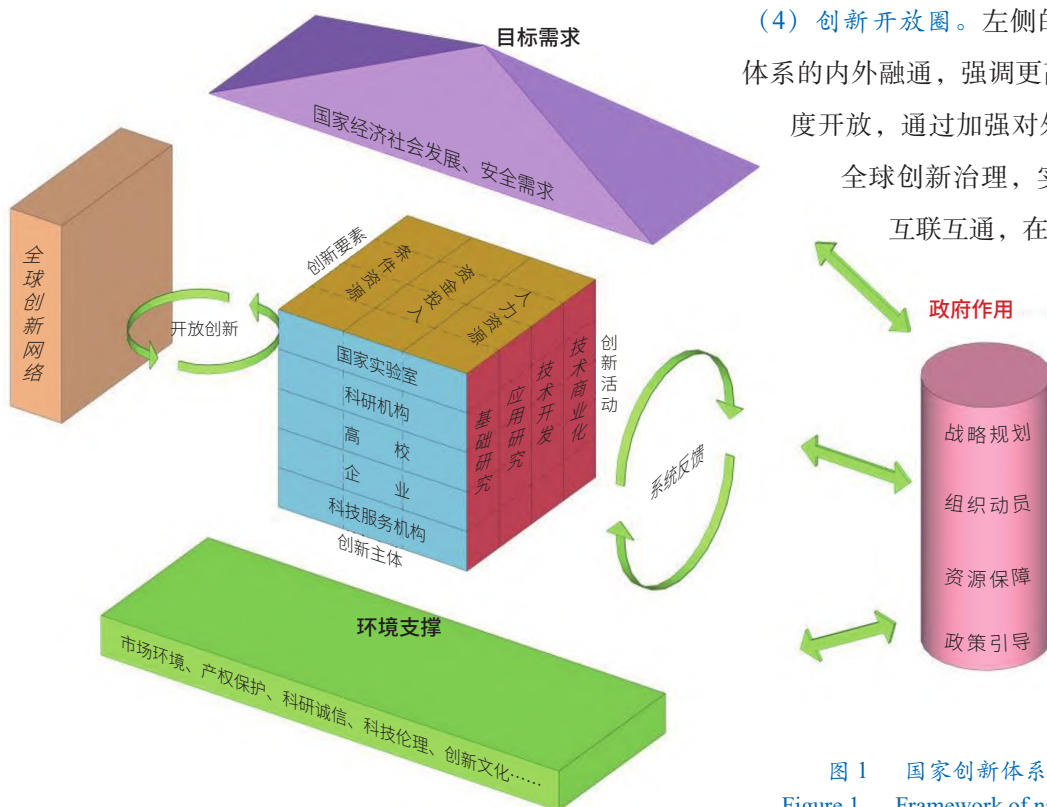 (4) 创新开放圈。左侧的
体系的内外融通，强调更高
度开放，通过加强对外
全球创新治理，实
互联互通，在
目标需求
国家经济社会发展、安全需求
全球创新网络
开放创新
创新要素
条件资源
资金投入
人力资源
国家实验室
科研机构
高 校
企 业
科技服务机构
创新主体
基础研究
应用研究
技术开发
技术商业化
创新活动
系统反馈
政府作用
战略规划
组织动员
资源保障
政策引导
环境支撑
市场环境、产权保护、科研诚信、科技伦理、创新文化……
图 1 国家创新体系
Figure 1 Framework of n